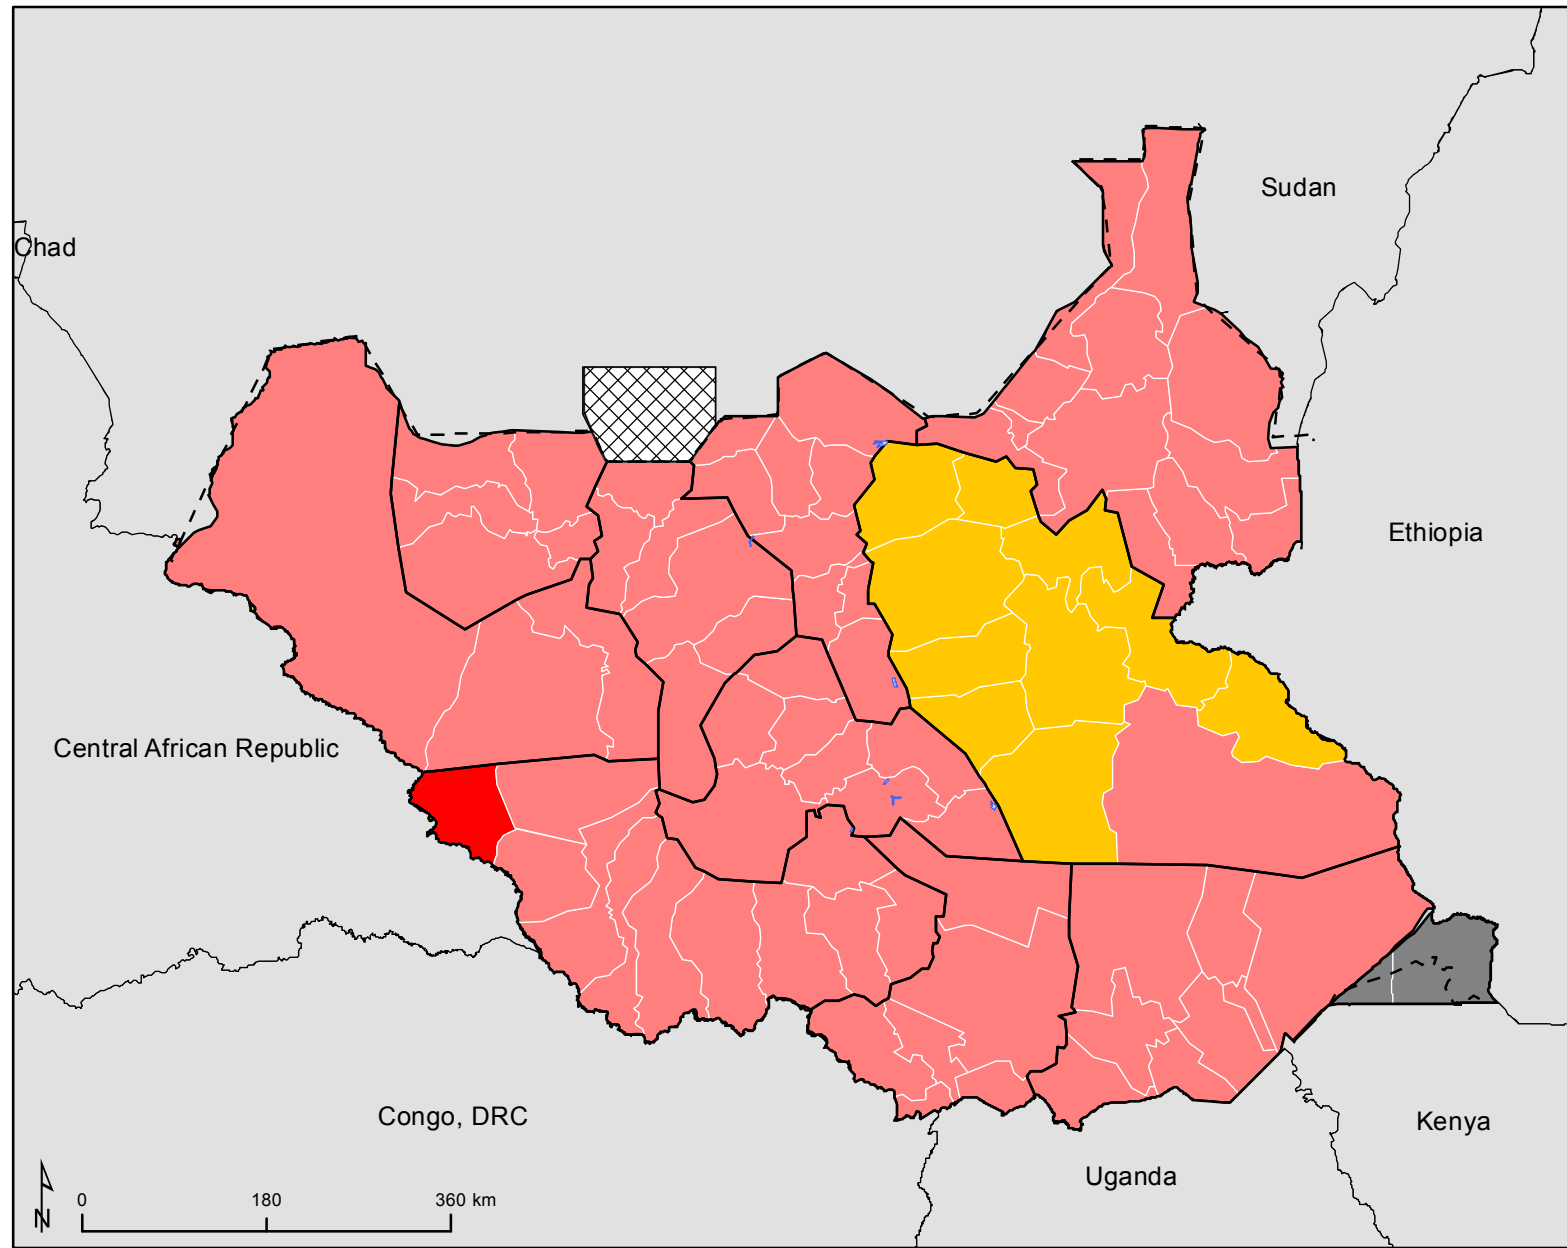 Sudan
Chad
Ethiopia
Central African Republic
Congo, DRC
Kenya
Uganda
N
0 180 360 km